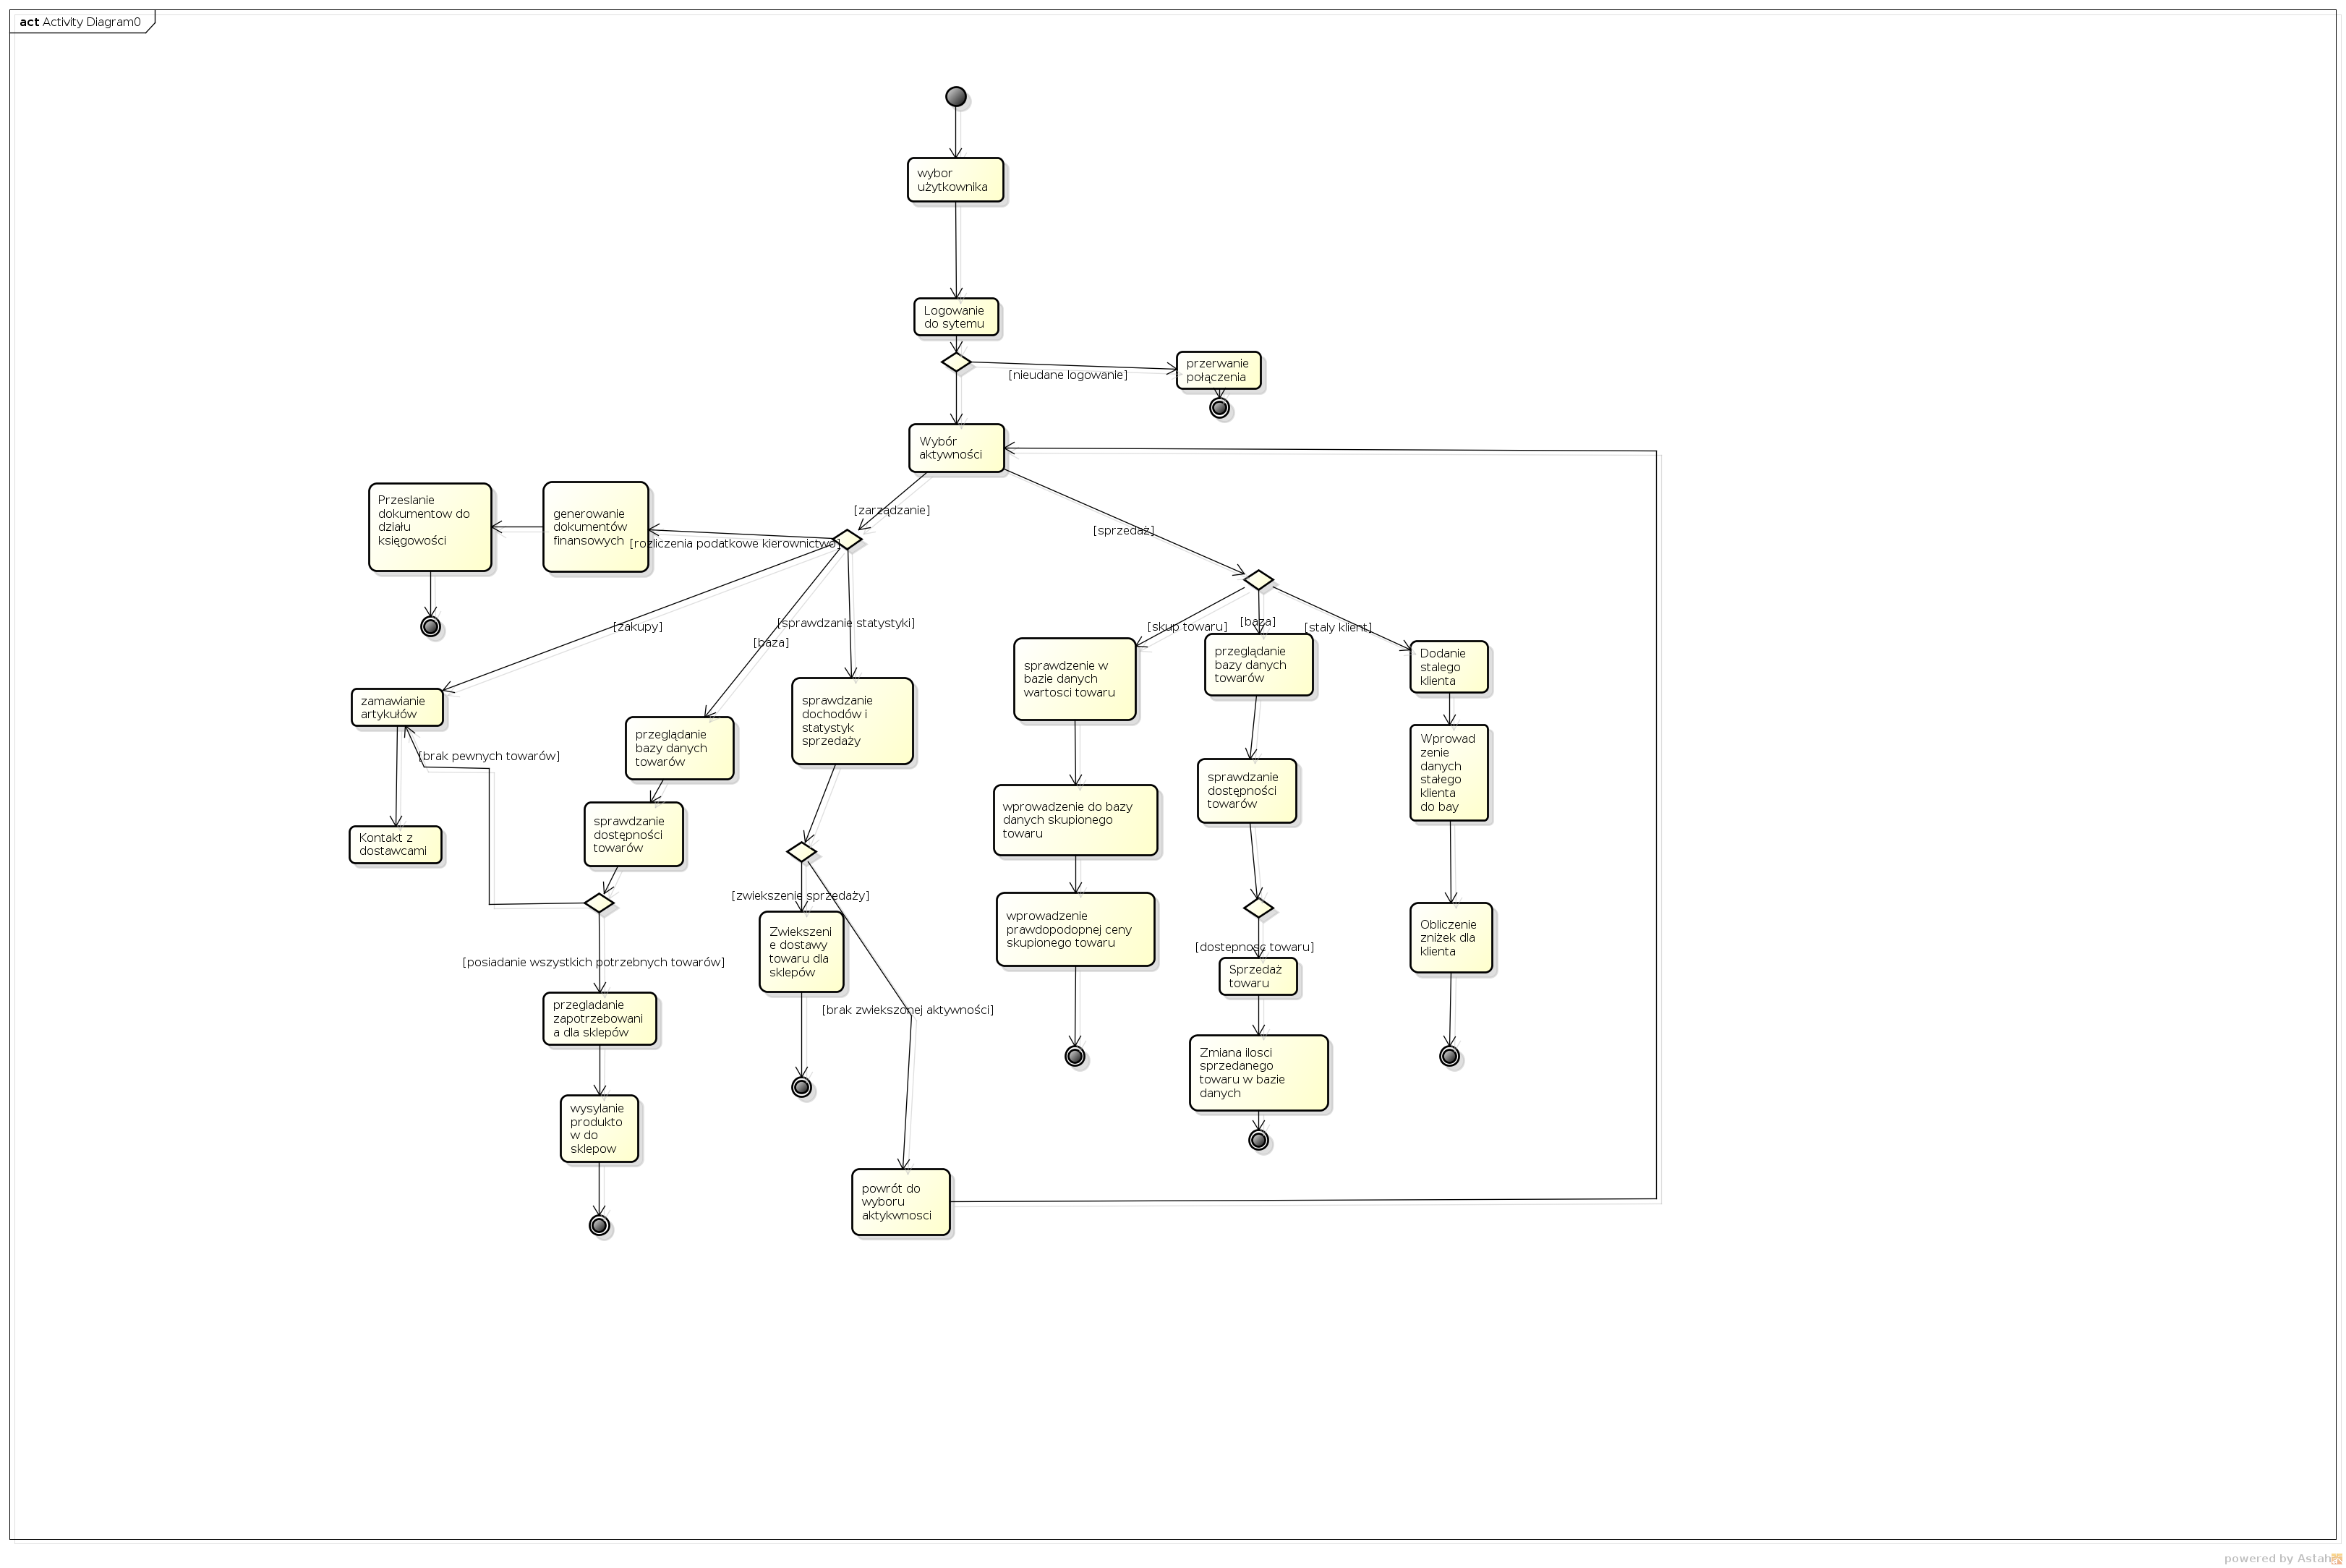 act Activity Diagram0
wybor
użytkownika
Logowanie
do sytemu
[nieudane logowanie]
przerwanie
połączenia
Wybór
aktywności
[zarządzanie]
[sprzedaż]
Przeslanie
dokumentow do
działu
księgowości
generowanie
dokumentów
finansowych
[rozliczenia podatkowe kierownictwo]
[zakupy]
[baza]
[sprawdzanie statystyki]
[skup towaru]
[baza]
[staly klient]
zamawianie
artykułów
[brak pewnych towarów]
Kontakt z
dostawcami
przeglądanie
bazy danych
towarów
sprawdzanie
dostępności
towarów
[posiadanie wszystkich potrzebnych towarów]
przegladanie
zapotrzebowani
a dla sklepów
wysylanie
produkto
w do
sklepow
sprawdzanie
dochodów i
statystyk
sprzedaży
[zwiekszenie sprzedaży]
Zwiekszeni
e dostawy
towaru dla
sklepów
[brak zwiekszonej aktywności]
powrót do
wyboru
aktykwnosci
sprawdzenie w
bazie danych
wartosci towaru
wprowadzenie do bazy
danych skupionego
towaru
wprowadzenie
prawdopodopnej ceny
skupionego towaru
przeglądanie
bazy danych
towarów
sprawdzanie
dostępności
towarów
[dostepnosc towaru]
Sprzedaż
towaru
Zmiana ilosci
sprzedanego
towaru w bazie
danych
Dodanie
stalego
klienta
Wprowad
zenie
danych
stałego
klienta
do bay
Obliczenie
zniżek dla
klienta
powered by Astah